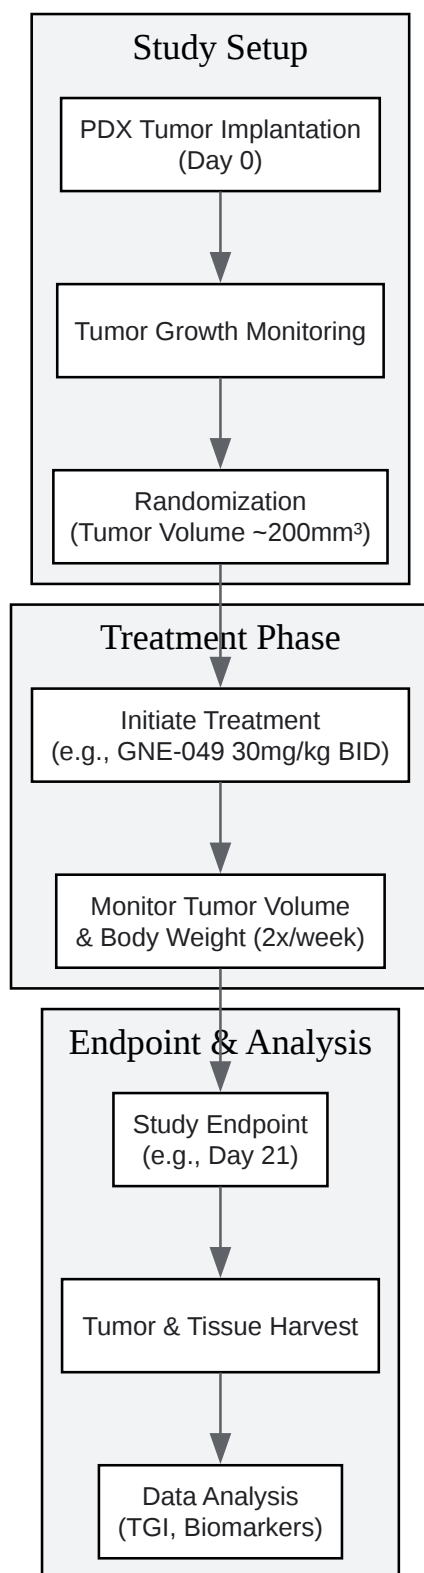 Study Setup
PDX Tumor Implantation
(Day 0)
Tumor Growth Monitoring
Randomization
(Tumor Volume ~200mm³)
Treatment Phase
Initiate Treatment
(e.g., GNE-049 30mg/kg BID)
Monitor Tumor Volume
& Body Weight (2x/week)
Endpoint & Analysis
Study Endpoint
(e.g., Day 21)
Tumor & Tissue Harvest
Data Analysis
(TGI, Biomarkers)